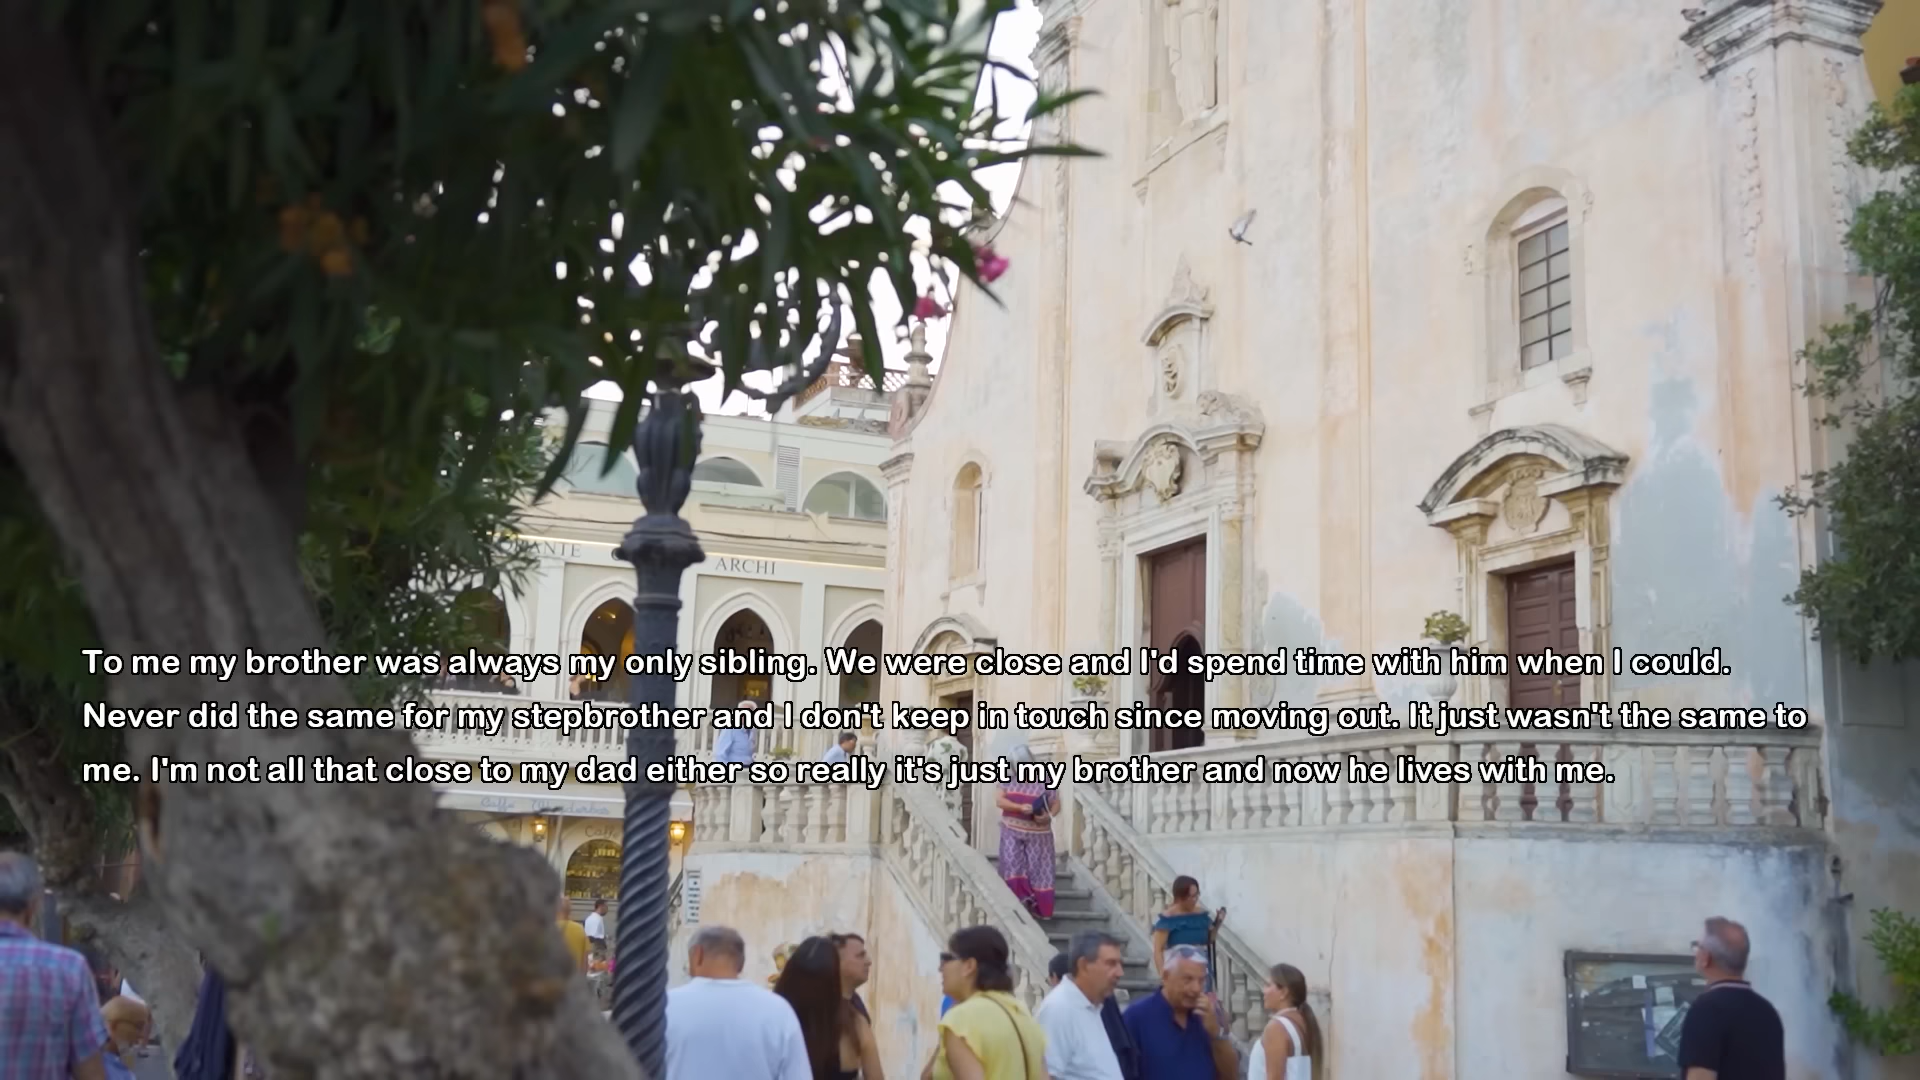 ARCHI
To me my brother was always my only sibling. We were close and I'd spend time with him when I could.
Never did the same for my stepbrother and I don't keep in touch since moving out. It just wasn't the same to
me. I'm not all that close to my dad either so really it's just my brother and now he lives with me.